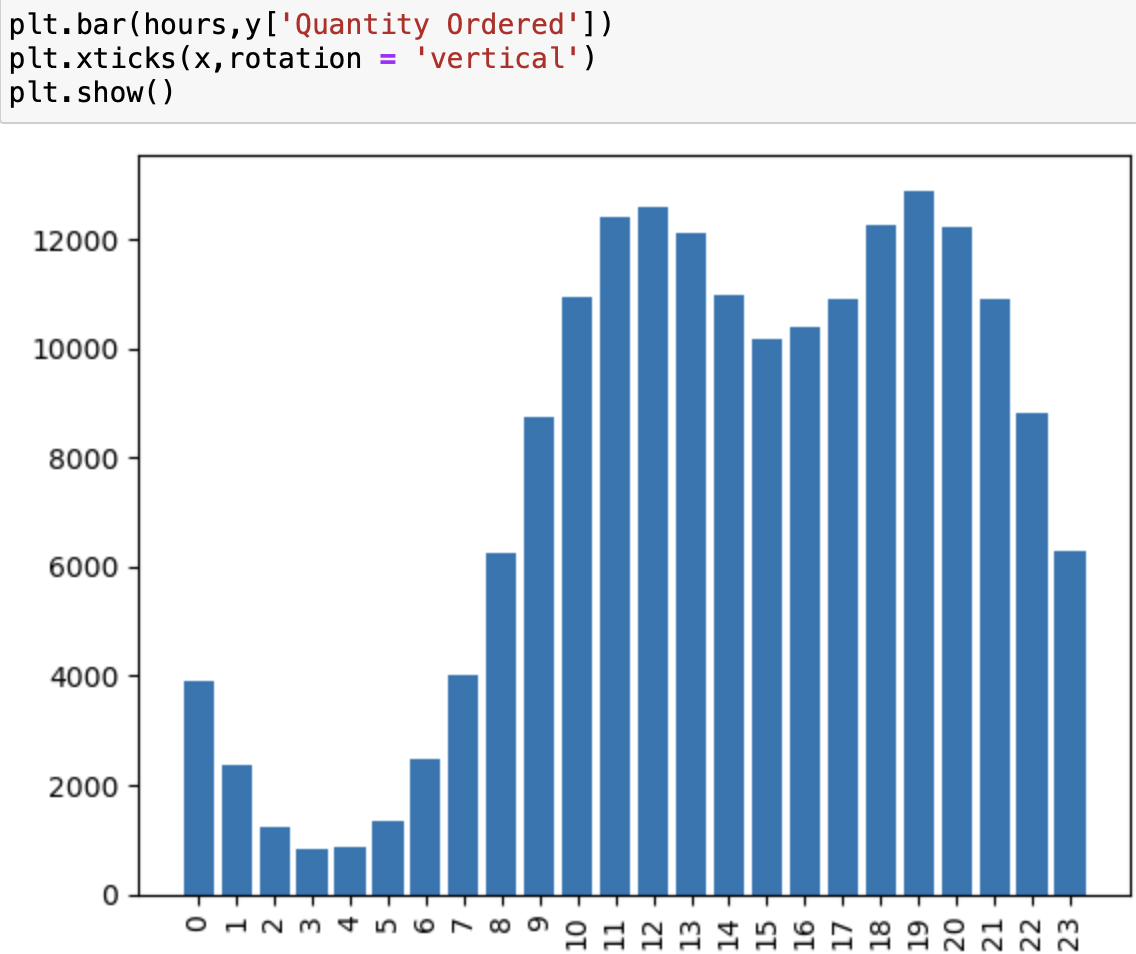 plt.bar(hours,y['Quantity Ordered'])
plt.xticks(x,rotation = 'vertical')
plt.show()
12000
10000
8000
6000
4000
2000
0
0 1 2 3 4 5 6 7 8 9 10 11 12 13 14 15 16 17 18 19 20 21 22 23